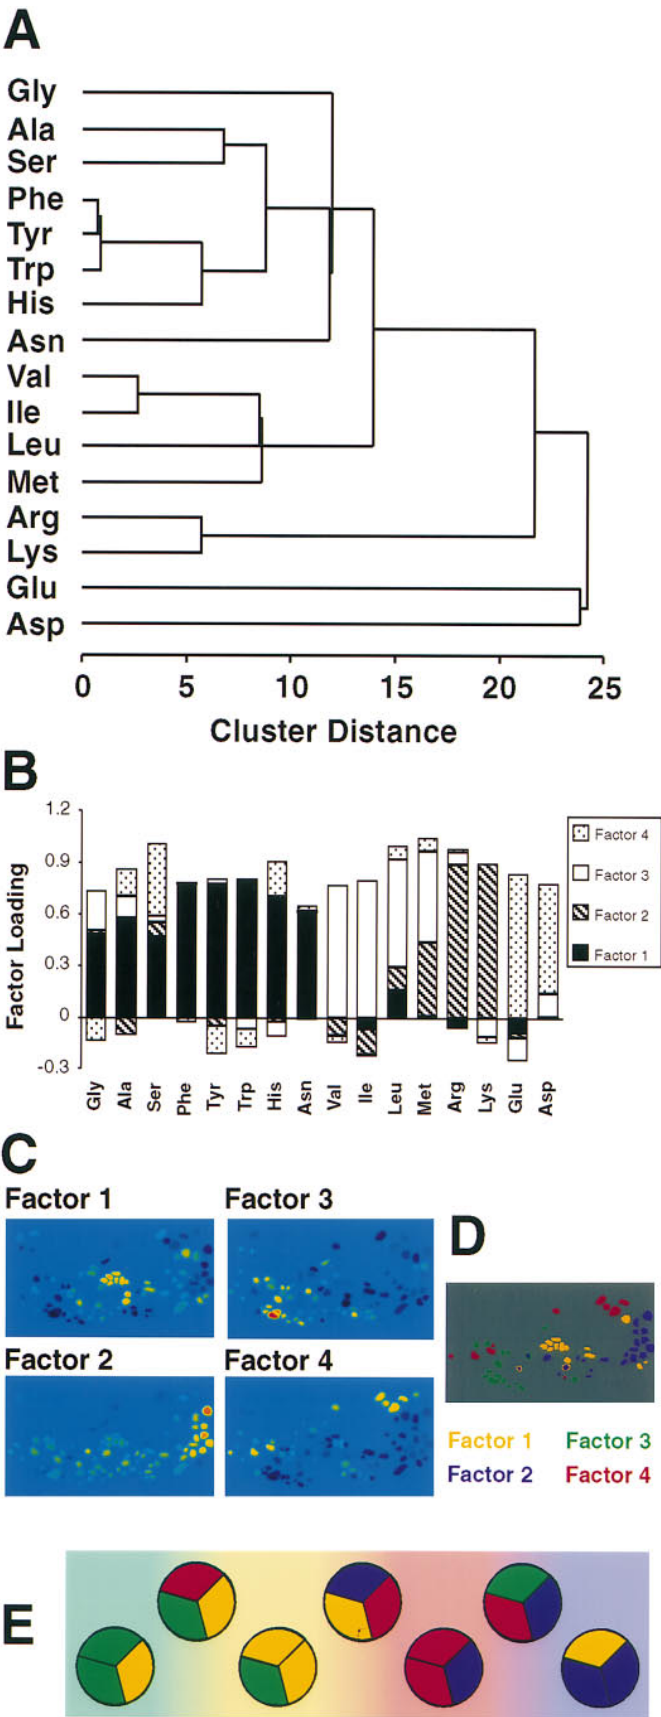 A
Gly
Ala
Ser
Phe
Tyr
Trp
His
Asn
Val
Ile
Leu
Met
Arg
Lys
Glu
Asp
0 5 10 15 20 25
Cluster Distance
B
Factor Loading
1.2
0.9
0.6
0.3
0
-0.3
Factor 4
Factor 3
Factor 2
Factor 1
Gly Ala Ser Phe Tyr Trp His Asn Val Ile Leu Met Arg Lys Glu Asp
C
Factor 1 Factor 3
Factor 2 Factor 4
D
Factor 1 Factor 3
Factor 2 Factor 4
E